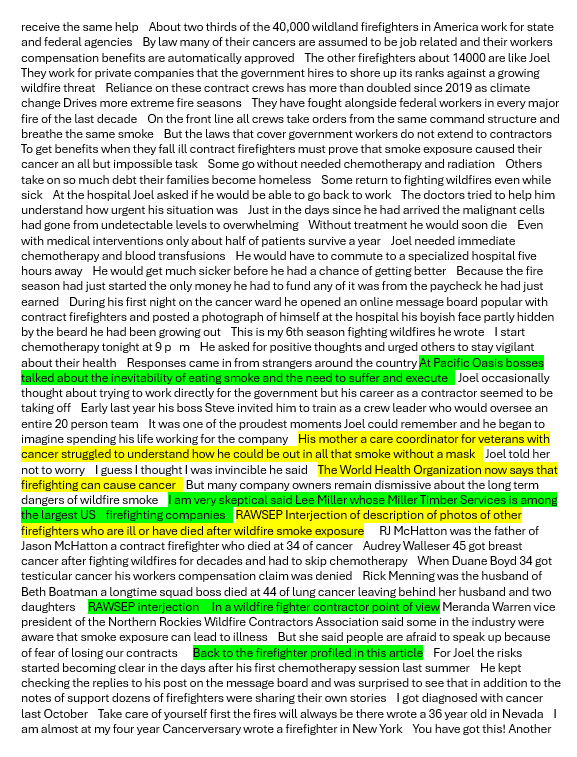 receive the same help About two thirds of the 40,000 wildland firefighters in America work for state
and federal agencies By law many of their cancers are assumed to be job related and their workers
compensation benefits are automatically approved The other firefighters about 14000 are like Joel
They work for private companies that the government hires to shore up its ranks against a growing
wildfire threat Reliance on these contract crews has more than doubled since 2019 as climate
change Drives more extreme fire seasons They have fought alongside federal workers in every major
fire of the last decade On the front line all crews take orders from the same command structure and
breathe the same smoke But the laws that cover government workers do not extend to contractors
To get benefits when they fall ill contract firefighters must prove that smoke exposure caused their
cancer an all but impossible task Some go without needed chemotherapy and radiation Others
take on so much debt their families become homeless Some return to fighting wildfires even while
sick At the hospital Joel asked if he would be able to go back to work The doctors tried to help him
understand how urgent his situation was Just in the days since he had arrived the malignant cells
had gone from undetectable levels to overwhelming Without treatment he would soon die Even
with medical interventions only about half of patients survive a year Joel needed immediate
chemotherapy and blood transfusions He would have to commute to a specialized hospital five
hours away He would get much sicker before he had a chance of getting better Because the fire
season had just started the only money he had to fund any of it was from the paycheck he had just
earned During his first night on the cancer ward he opened an online message board popular with
contract firefighters and posted a photograph of himself at the hospital his boyish face partly hidden
by the beard he had been growing out This is my 6th season fighting wildfires he wrote I start
chemotherapy tonight at 9 p m He asked for positive thoughts and urged others to stay vigilant
about their health Responses came in from strangers around the country At Pacific Oasis bosses
talked about the inevitability of eating smoke and the need to suffer and execute Joel occasionally
thought about trying to work directly for the government but his career as a contractor seemed to be
taking off Early last year his boss Steve invited him to train as a crew leader who would oversee an
entire 20 person team It was one of the proudest moments Joel could remember and he began to
imagine spending his life working for the company His mother a care coordinator for veterans with
cancer struggled to understand how he could be out in all that smoke without a mask Joel told her
not to worry I guess I thought I was invincible he said The World Health Organization now says that
firefighting can cause cancer But many company owners remain dismissive about the long term
dangers of wildfire smoke I am very skeptical said Lee Miller whose Miller Timber Services is among
the largest US firefighting companies RAWSEP Interjection of description of photos of other
firefighters who are ill or have died after wildfire smoke exposure RJ McHatton was the father of
Jason McHatton a contract firefighter who died at 34 of cancer Audrey Walleser 45 got breast
cancer after fighting wildfires for decades and had to skip chemotherapy When Duane Boyd 34 got
testicular cancer his workers compensation claim was denied Rick Menning was the husband of
Beth Boatman a longtime squad boss died at 44 of lung cancer leaving behind her husband and two
daughters RAWSEP interjection In a wildfire fighter contractor point of view Meranda Warren vice
president of the Northern Rockies Wildfire Contractors Association said some in the industry were
aware that smoke exposure can lead to illness But she said people are afraid to speak up because
of fear of losing our contracts Back to the firefighter profiled in this article For Joel the risks
started becoming clear in the days after his first chemotherapy session last summer He kept
checking the replies to his post on the message board and was surprised to see that in addition to the
notes of support dozens of firefighters were sharing their own stories I got diagnosed with cancer
last October Take care of yourself first the fires will always be there wrote a 36 year old in Nevada I
am almost at my four year Cancerversary wrote a firefighter in New York You have got this! Another